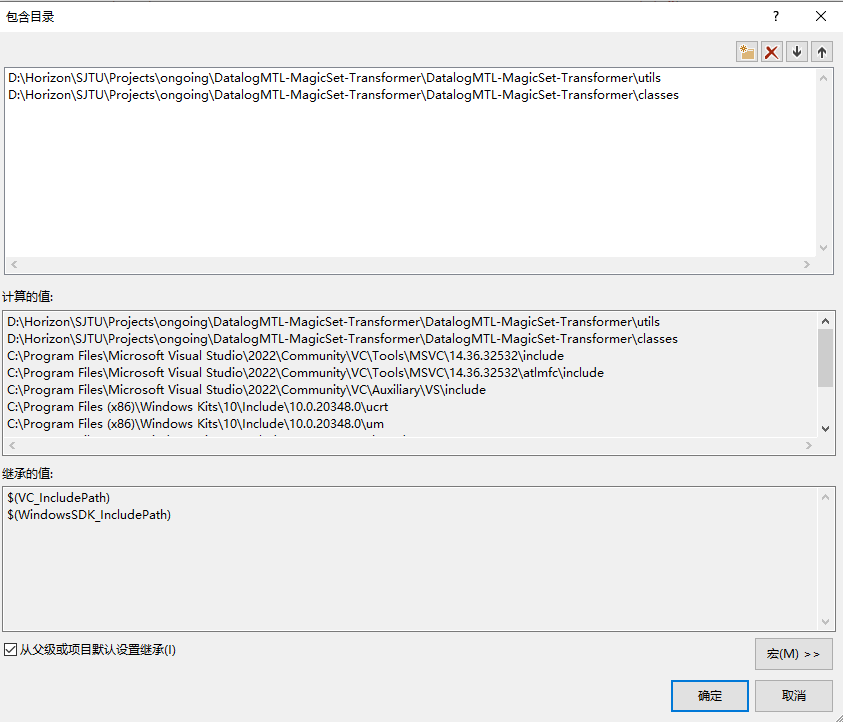 包含目录
D:\Horizon\SJTU\Projects\ongoing\DatalogMTL-MagicSet-Transformer\DatalogMTL-MagicSet-Transformer\utils
D:\Horizon\SJTU\Projects\ongoing\DatalogMTL-MagicSet-Transformer\DatalogMTL-MagicSet-Transformer\classes
计算的值:
D:\Horizon\SJTU\Projects\ongoing\DatalogMTL-MagicSet-Transformer\DatalogMTL-MagicSet-Transformer\utils
D:\Horizon\SJTU\Projects\ongoing\DatalogMTL-MagicSet-Transformer\DatalogMTL-MagicSet-Transformer\classes
C:\Program Files\Microsoft Visual Studio\2022\Community\VC\Tools\MSVC\14.36.32532\include
C:\Program Files\Microsoft Visual Studio\2022\Community\VC\Tools\MSVC\14.36.32532\atlmfc\include
C:\Program Files\Microsoft Visual Studio\2022\Community\VC\Auxiliary\VS\include
C:\Program Files (x86)\Windows Kits\10\Include\10.0.20348.0\ucrt
C:\Program Files (x86)\Windows Kits\10\Include\10.0.20348.0\um
继承的值:
$(VC_IncludePath)
$(WindowsSDK_IncludePath)
从父级或项目默认设置继承(I)
宏(M) >>
确定 取消